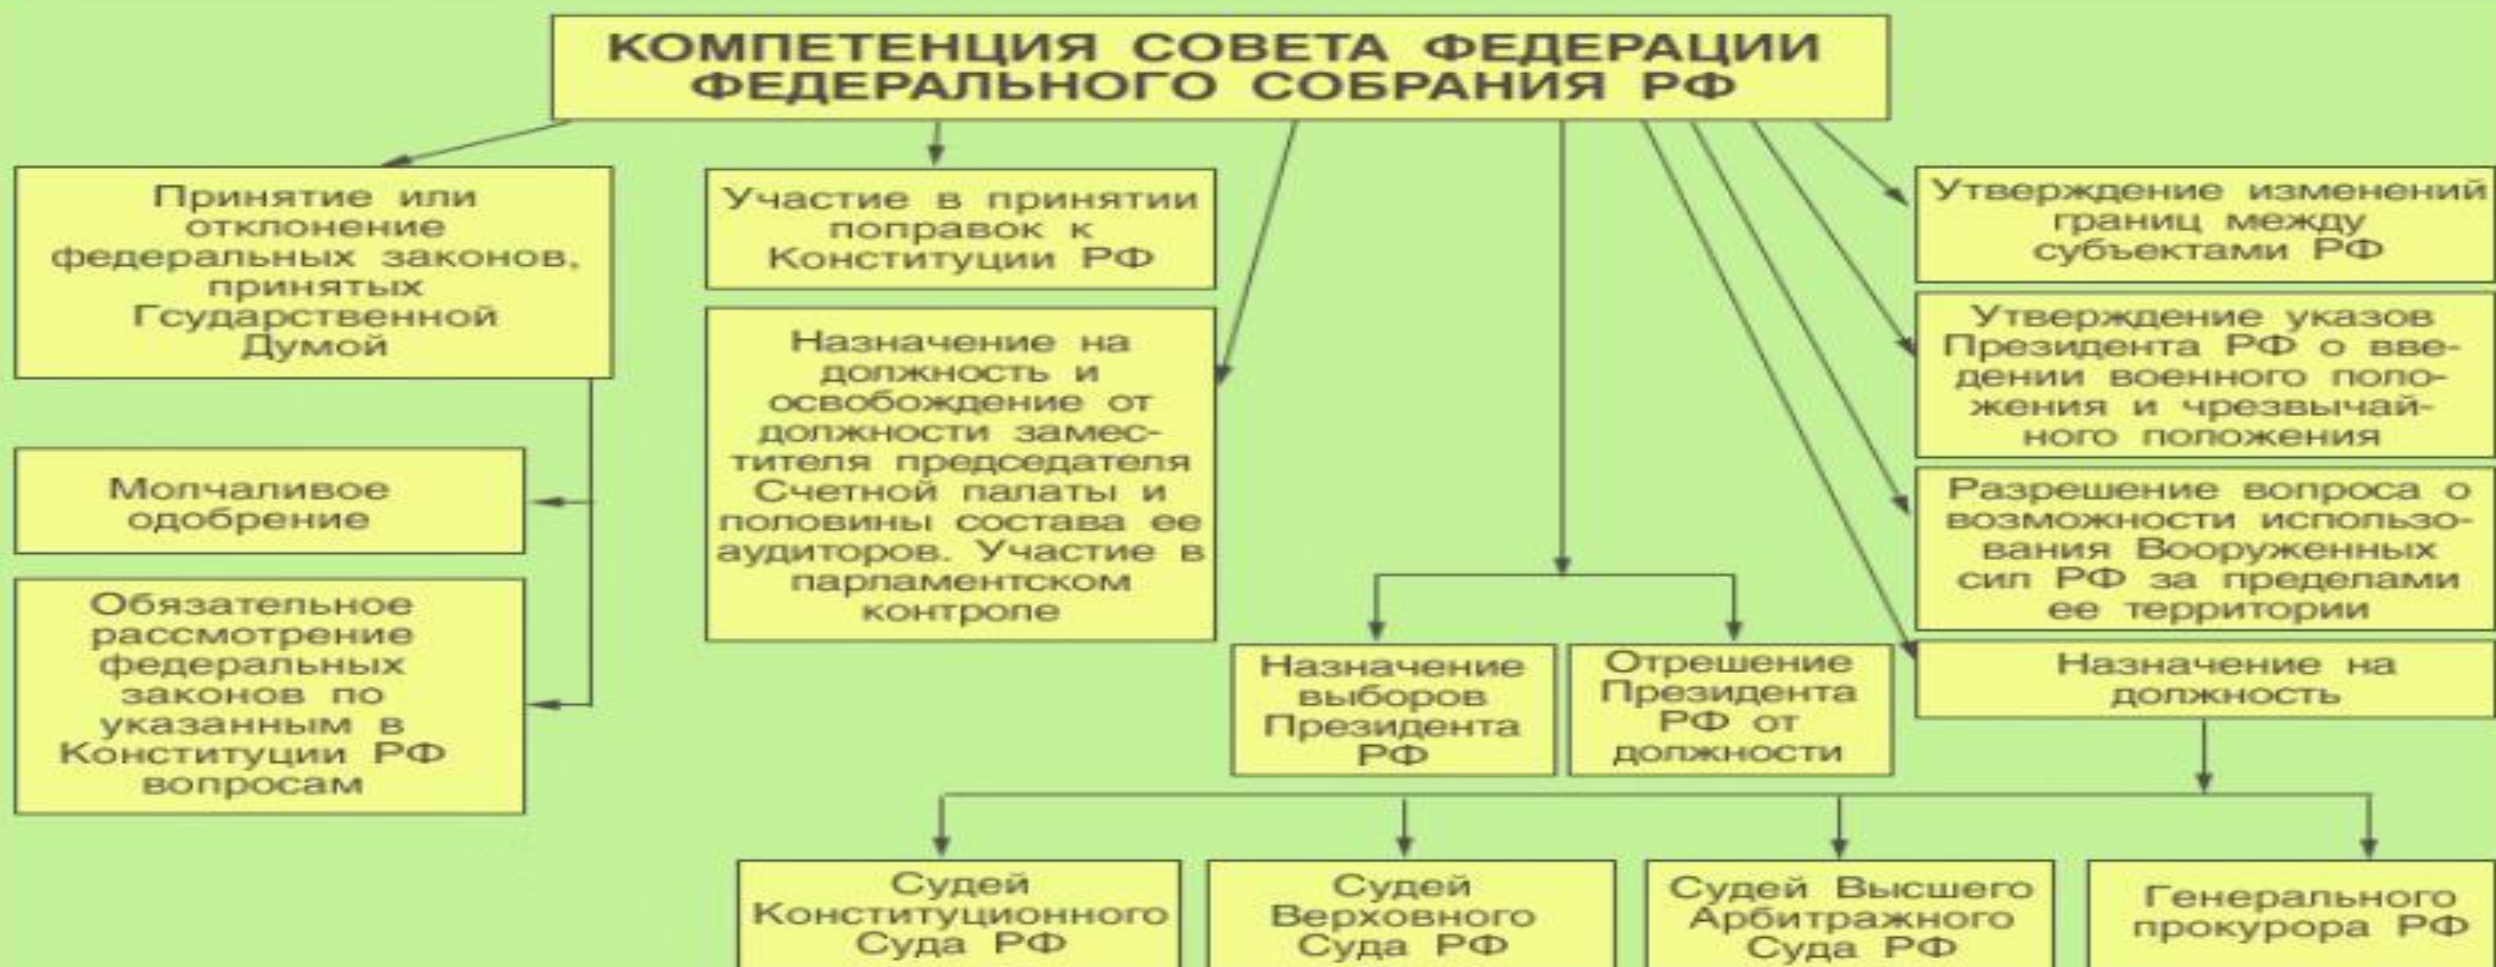 КОМПЕТЕНЦИЯ СОВЕТА ФЕДЕРАЦИИ
ФЕДЕРАЛЬНОГО СОБРАНИЯ РФ
Принятие или
отклонение
федеральных законов,
принятых
Гсударственной
Думой
Молчаливое
одобрение
Обязательное
рассмотрение
федеральных
законов по
указанным в
Конституции РФ
вопросам
Участие в принятии
поправок к
Конституции РФ
Назначение на
должность и
освобождение от
должности замес-
тителя председателя
Счетной палаты и
половины состава ее
аудиторов. Участие в
парламентском
контроле
Назначение
выборов
Президента
РФ
Отрешение
Президента
РФ от
должности
Утверждение изменений
границ между
субъектами РФ
Утверждение указов
Президента РФ о вве-
дении военного поло-
жения и чрезвычай-
ного положения
Разрешение вопроса о
возможности использо-
вания Вооруженных
сил РФ за пределами
ее территории
Назначение на
должность
Судей
Конституционного
Суда РФ
Судей
Верховного
Суда РФ
Судей Высшего
Арбитражного
Суда РФ
Генерального
прокурора РФ